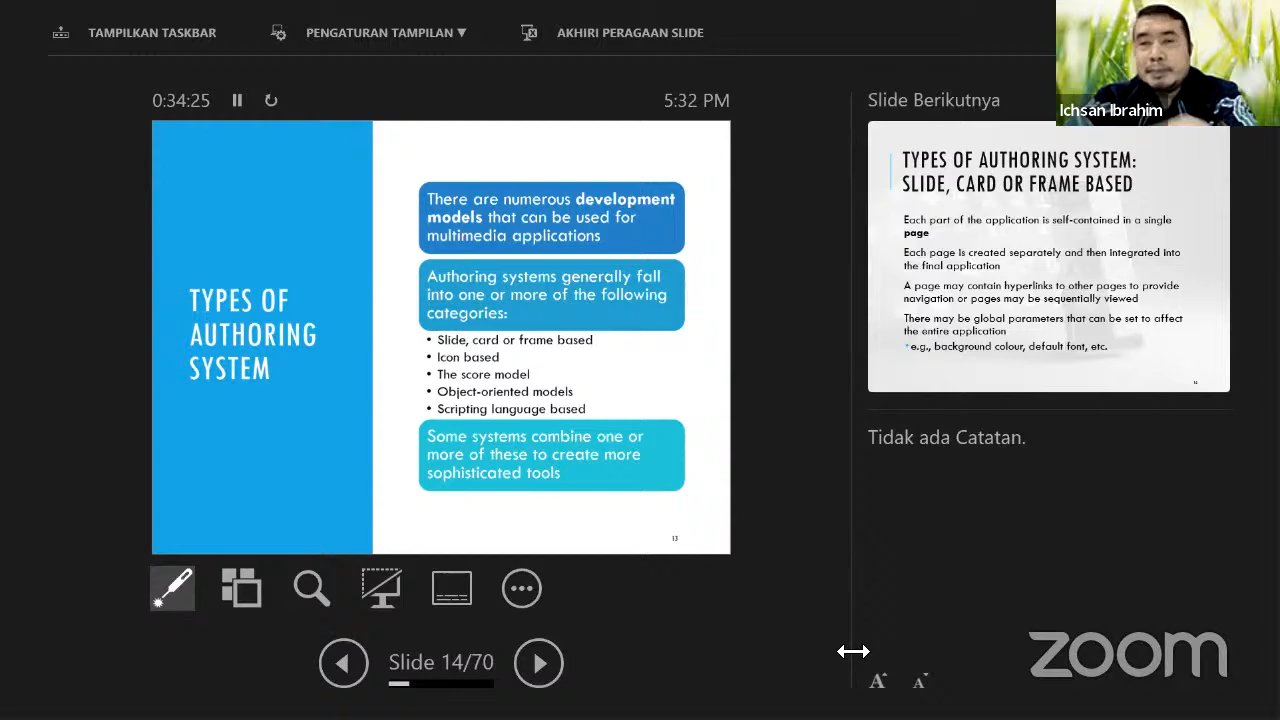 TAMPILKAN TASKBAR
PENGATURAN TAMPILAN ▼
AKHIRI PERAGAAN SLIDE
Ichsan Ibrahim
0:34:25
5:32 PM
TYPES OF
AUTHORING
SYSTEM
There are numerous development
models that can be used for
multimedia applications
Authoring systems generally fall
into one or more of the following
categories:
• Slide, card or frame based
• Icon based
• The score model
• Object-oriented models
• Scripting language based
Some systems combine one or
more of these to create more
sophisticated tools
13
Slide 14/70
Slide Berikutnya
TYPES OF AUTHORING SYSTEM:
SLIDE, CARD OR FRAME BASED
Each part of the application is self-contained in a single
page
Each page is created separately and then integrated into
the final application
A page may contain hyperlinks to other pages to provide
navigation or pages may be sequentially viewed
There may be global parameters that can be set to affect
the entire application
• e.g., background colour, default font, etc.
14
Tidak ada Catatan.
A A
zoom